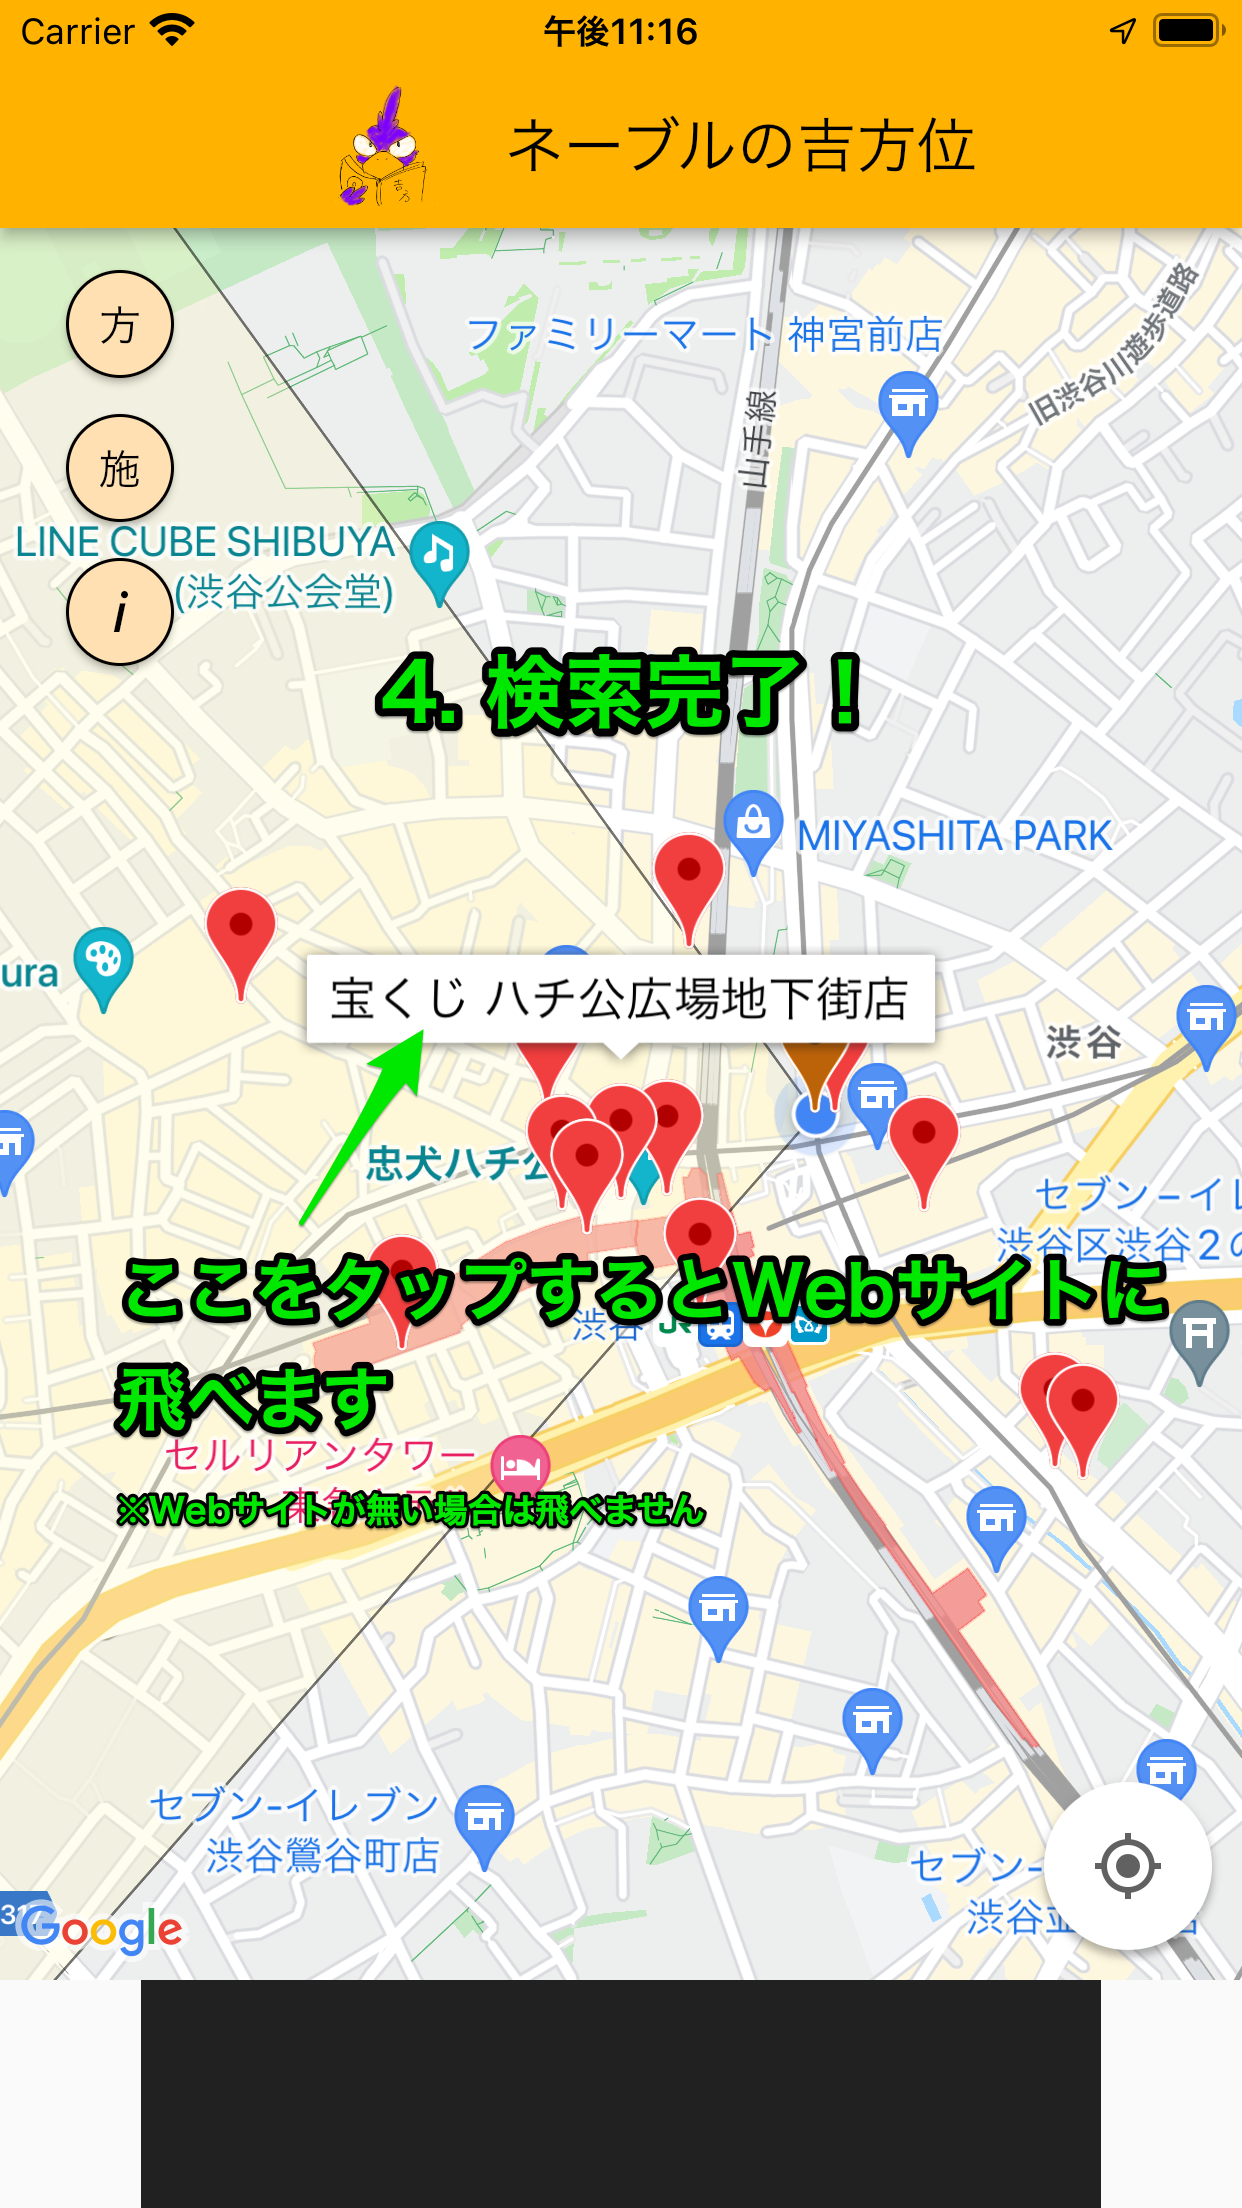 Carrier
午後11:16
吉方
ネーブルの吉方位
方
施
i
ファミリーマート 神宮前店
旧渋谷川遊歩道路
山手線
LINE CUBE SHIBUYA
(渋谷公会堂)
4. 検索完了！
MIYASHITA PARK
ura
宝くじ ハチ公広場地下街店
渋谷
忠犬ハチ公
セブン-イレ
渋谷区渋谷2の
ここをタップするとWebサイトに
渋谷 JR
飛べます
セルリアンタワー
※Webサイトが無い場合は飛べません
セブン-イレブン
渋谷鶯谷町店
セブン-
渋谷並
店
317
Google